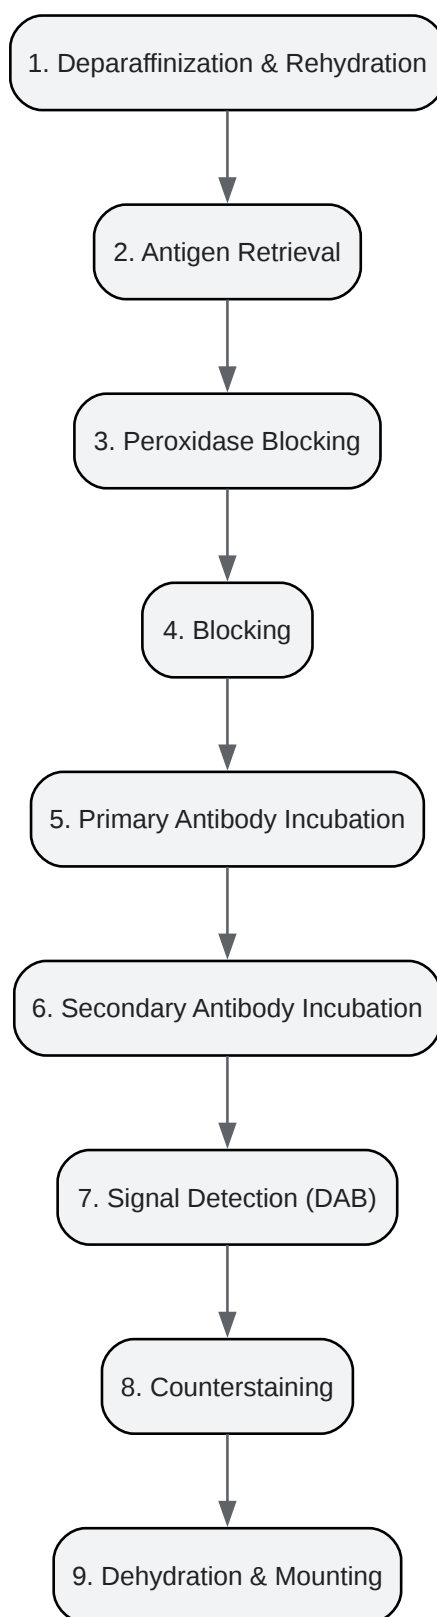 1. Deparaffinization & Rehydration
2. Antigen Retrieval
3. Peroxidase Blocking
4. Blocking
5. Primary Antibody Incubation
6. Secondary Antibody Incubation
7. Signal Detection (DAB)
8. Counterstaining
9. Dehydration & Mounting